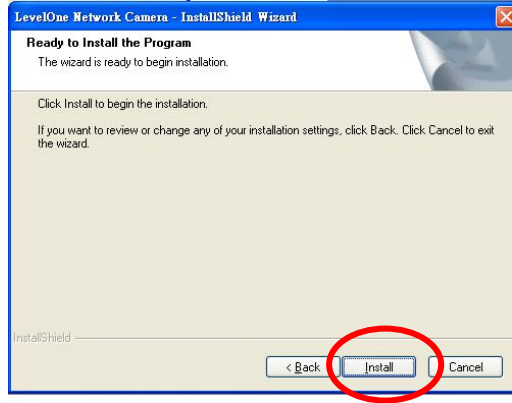 LevelOne Network Camera - InstallShield Wizard
Ready to Install the Program
The wizard is ready to begin installation.
Click Install to begin the installation.
If you want to review or change any of your installation settings, click Back. Click Cancel to exit
the wizard.
InstallShield
< Back Install Cancel